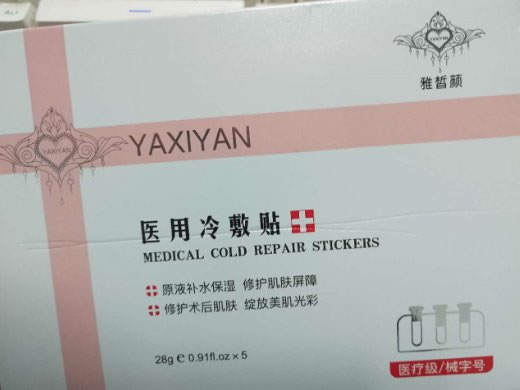 YAXIYAN
雅皙颜
YAXIYAN
YAXIYAN
医用冷敷贴
MEDICAL COLD REPAIR STICKERS
原液补水保湿 修护肌肤屏障
修护术后肌肤 绽放美肌光彩
28g e 0.91fl.oz x 5
医疗级/械字号